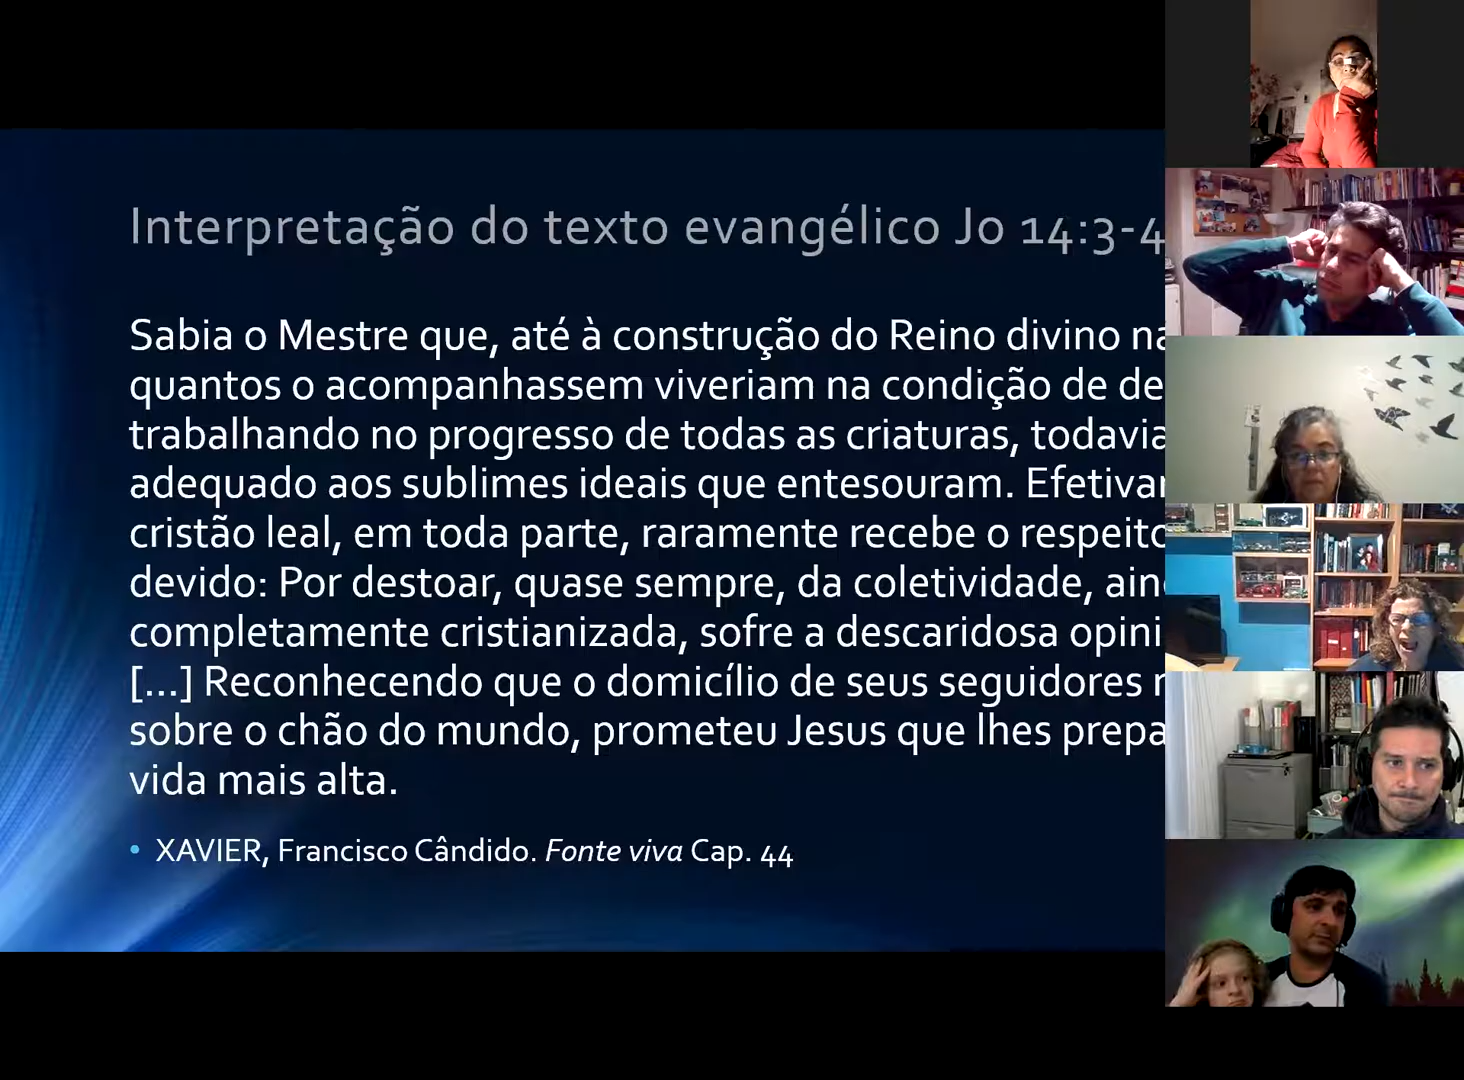 Interpretação do texto evangélico Jo 14:3-4
Sabia o Mestre que, até à construção do Reino divino na
quantos o acompanhassem viveriam na condição de de
trabalhando no progresso de todas as criaturas, todavia
adequado aos sublimes ideais que entesouram. Efetivam
cristão leal, em toda parte, raramente recebe o respeito
devido: Por destoar, quase sempre, da coletividade, ain
completamente cristianizada, sofre a descaridosa opini
[...] Reconhecendo que o domicílio de seus seguidores
sobre o chão do mundo, prometeu Jesus que lhes prepa
vida mais alta.
• XAVIER, Francisco Cândido. Fonte viva Cap. 44